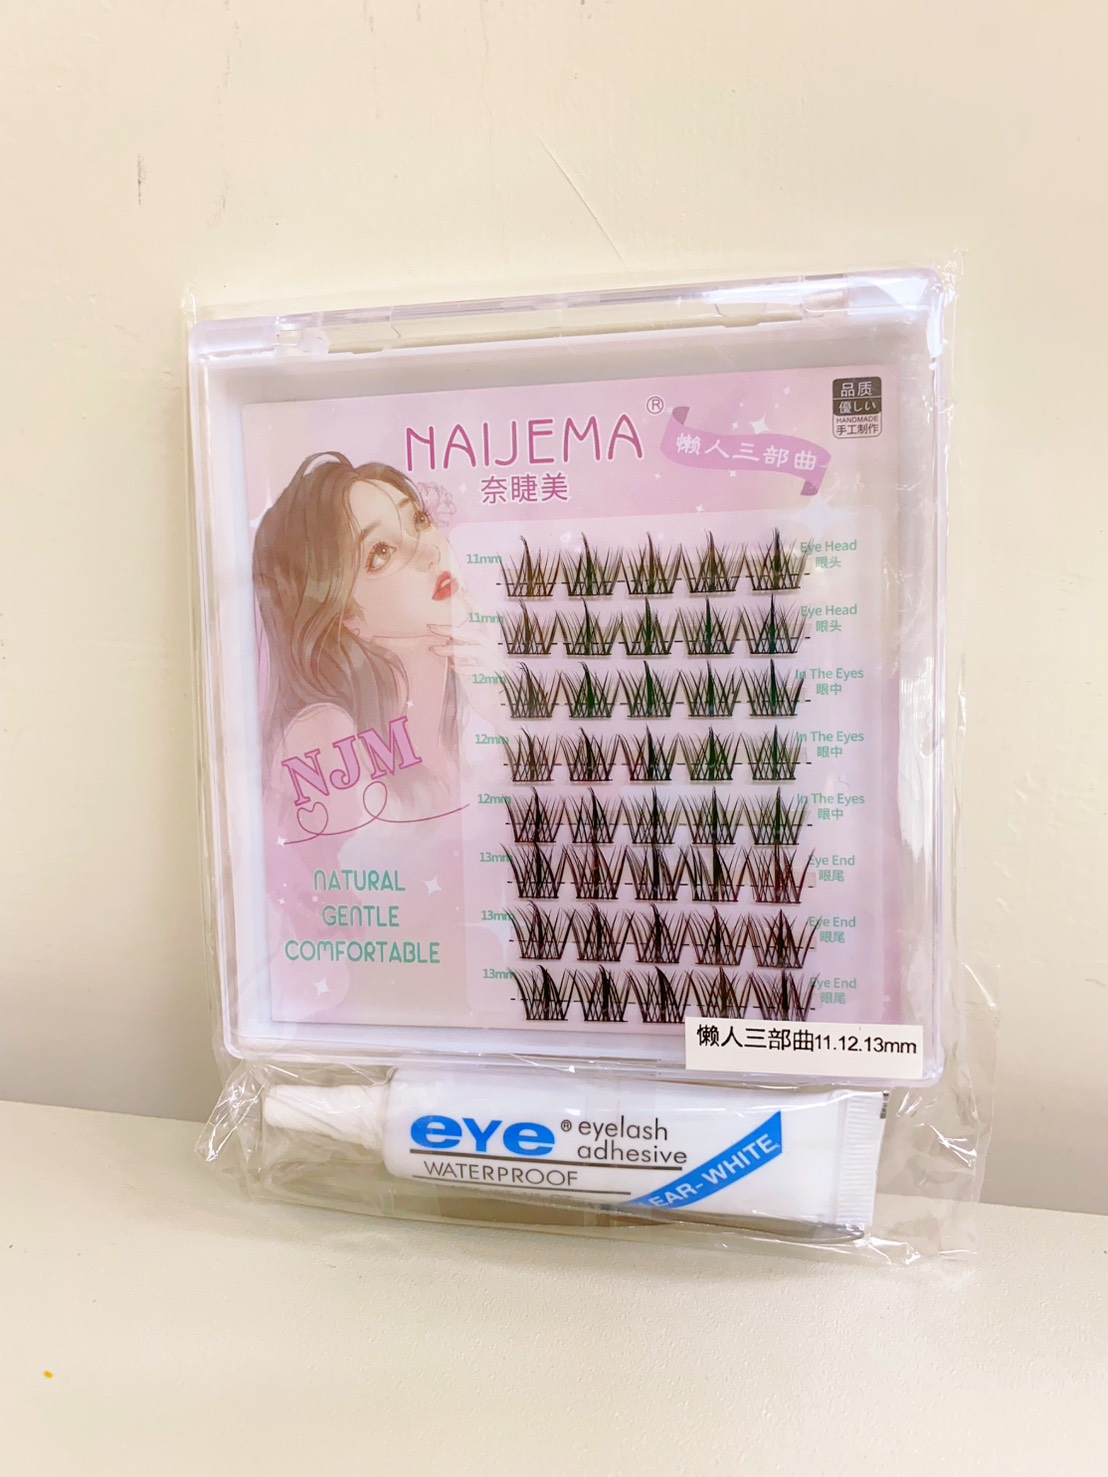 品质
優しい
HANDMADE
手工制作
NAIJEMA®
懒人三部曲
奈睫美
11mm Eye Head
眼头
11mm Eye Head
眼头
12mm In The Eyes
眼中
12mm In The Eyes
眼中
12mm In The Eyes
眼中
13mm Eye End
眼尾
13mm Eye End
眼尾
13mm Eye End
眼尾
NJM
NATURAL
GENTLE
COMFORTABLE
懒人三部曲11.12.13mm
eye® eyelash
adhesive
WATERPROOF
LEAR-WHITE